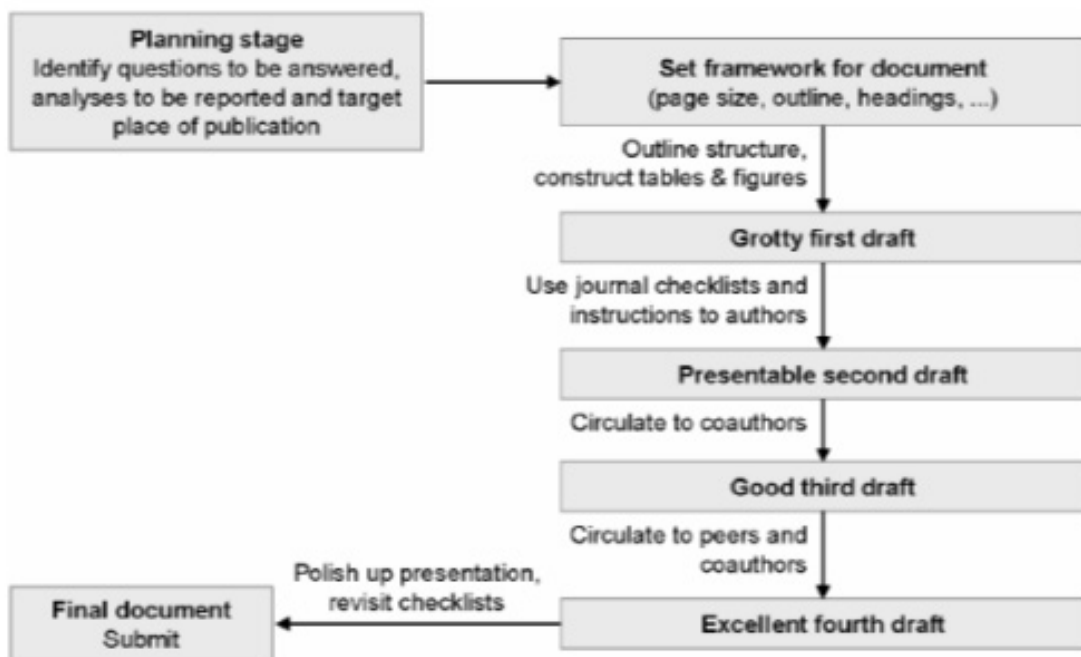 Planning stage
Identify questions to be answered,
analyses to be reported and target
place of publication
Set framework for document
(page size, outline, headings, ...)
Outline structure,
construct tables & figures
Grotty first draft
Use journal checklists and
instructions to authors
Presentable second draft
Circulate to coauthors
Good third draft
Circulate to peers and
coauthors
Excellent fourth draft
Polish up presentation,
revisit checklists
Final document
Submit